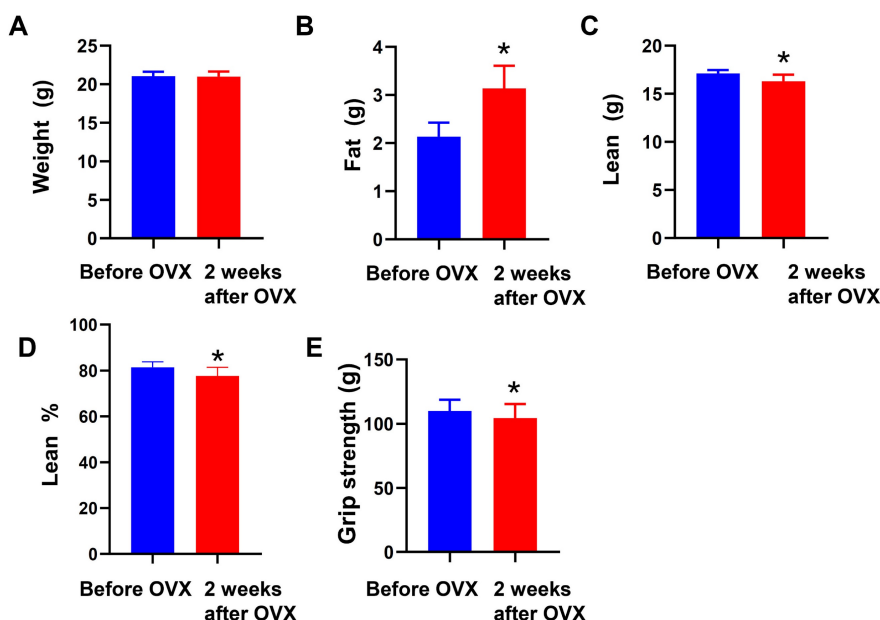 A
Weight (g)
25
20
15
10
5
0
Before OVX 2 weeks
after OVX
B
Fat (g)
4
3
2
1
0
*
Before OVX 2 weeks
after OVX
C
Lean (g)
20
15
10
5
0
*
Before OVX 2 weeks
after OVX
D
Lean %
100
80
60
40
20
0
*
Before OVX 2 weeks
after OVX
E
Grip strength (g)
150
100
50
0
*
Before OVX 2 weeks
after OVX